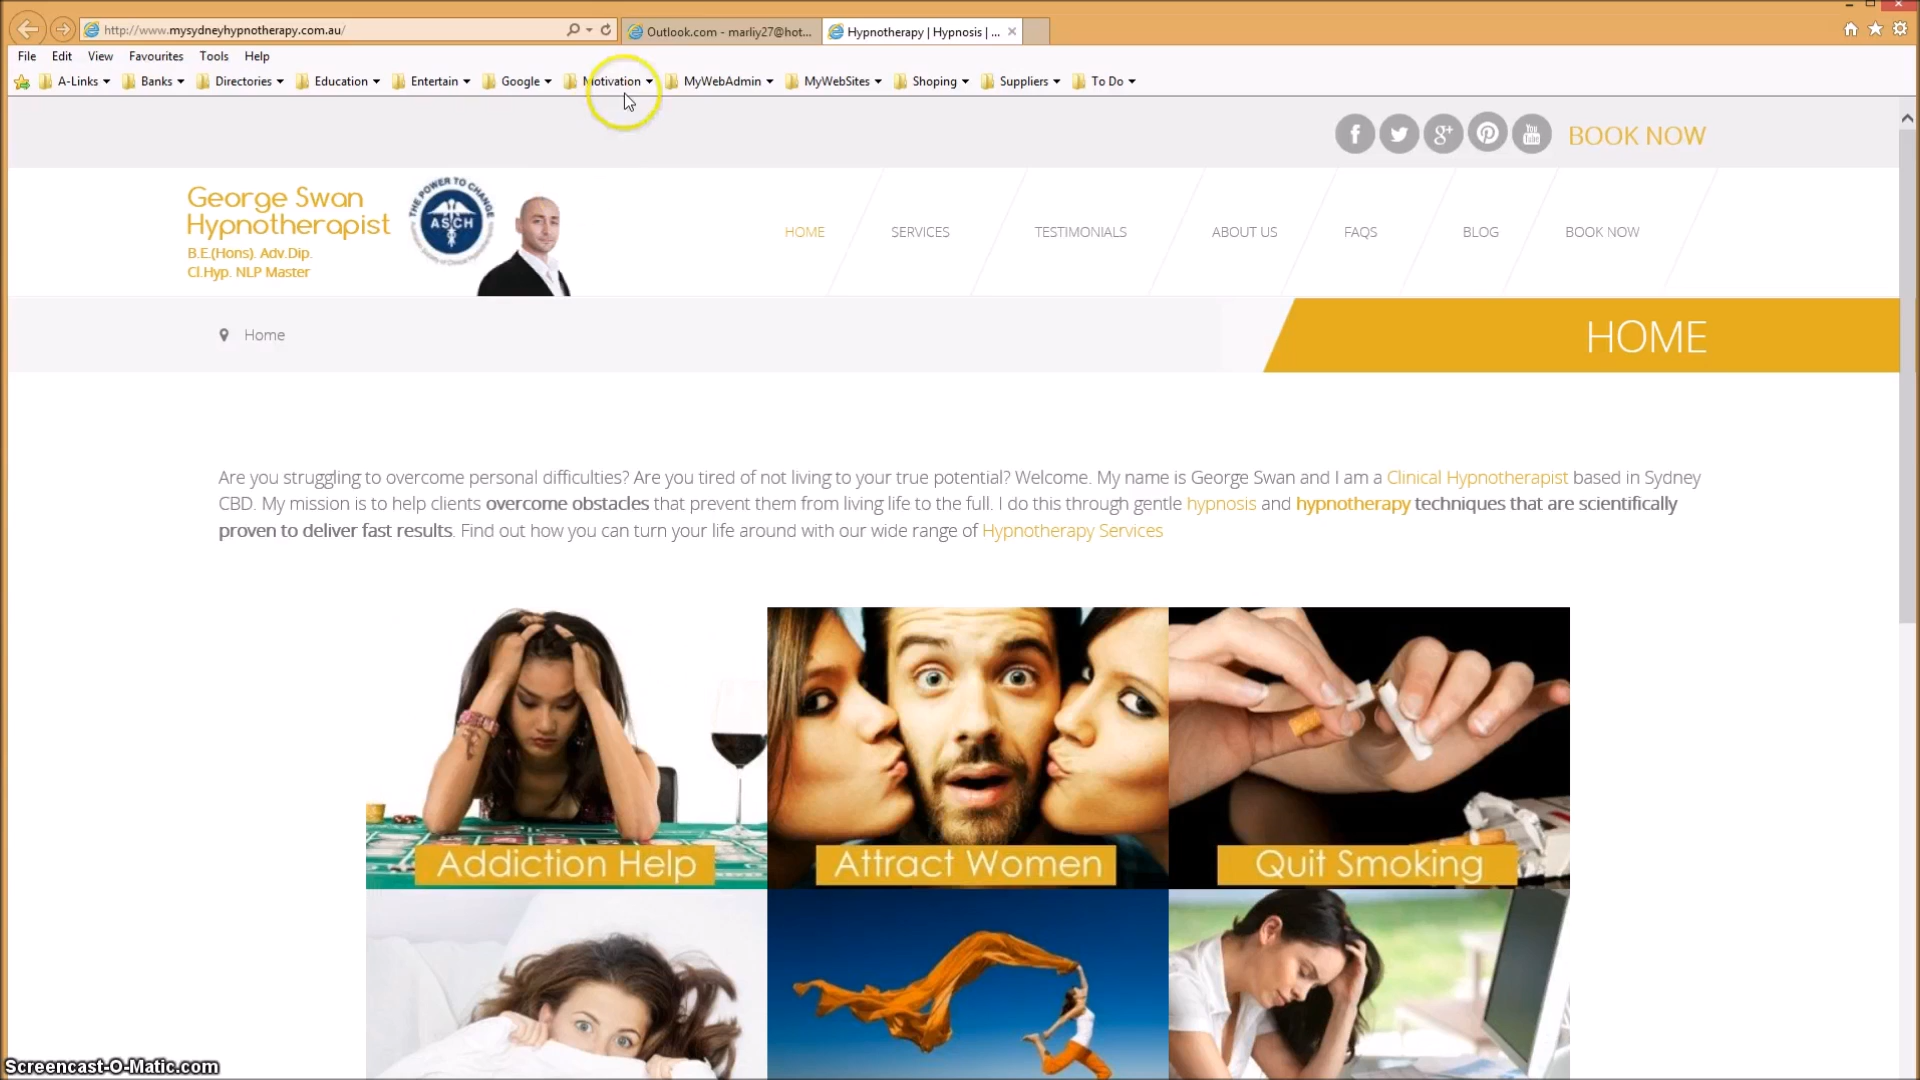 http://www.mysydneyhypnotherapy.com.au/
Outlook.com - marliy27@hot...
Hypnotherapy | Hypnosis | ...
File Edit View Favourites Tools Help
A-Links Banks Directories Education Entertain Google Motivation MyWebAdmin MyWebSites Shoping Suppliers To Do
f g+ You Tube BOOK NOW
George Swan
Hypnotherapist
B.E.(Hons). Adv.Dip.
Cl.Hyp. NLP Master
THE POWER TO CHANGE
ASCH
HOME SERVICES TESTIMONIALS ABOUT US FAQS BLOG BOOK NOW
Home
HOME
Are you struggling to overcome personal difficulties? Are you tired of not living to your true potential? Welcome. My name is George Swan and I am a Clinical Hypnotherapist based in Sydney
CBD. My mission is to help clients overcome obstacles that prevent them from living life to the full. I do this through gentle hypnosis and hypnotherapy techniques that are scientifically
proven to deliver fast results. Find out how you can turn your life around with our wide range of Hypnotherapy Services
Addiction Help
Attract Women
Quit Smoking
Screencast-O-Matic.com